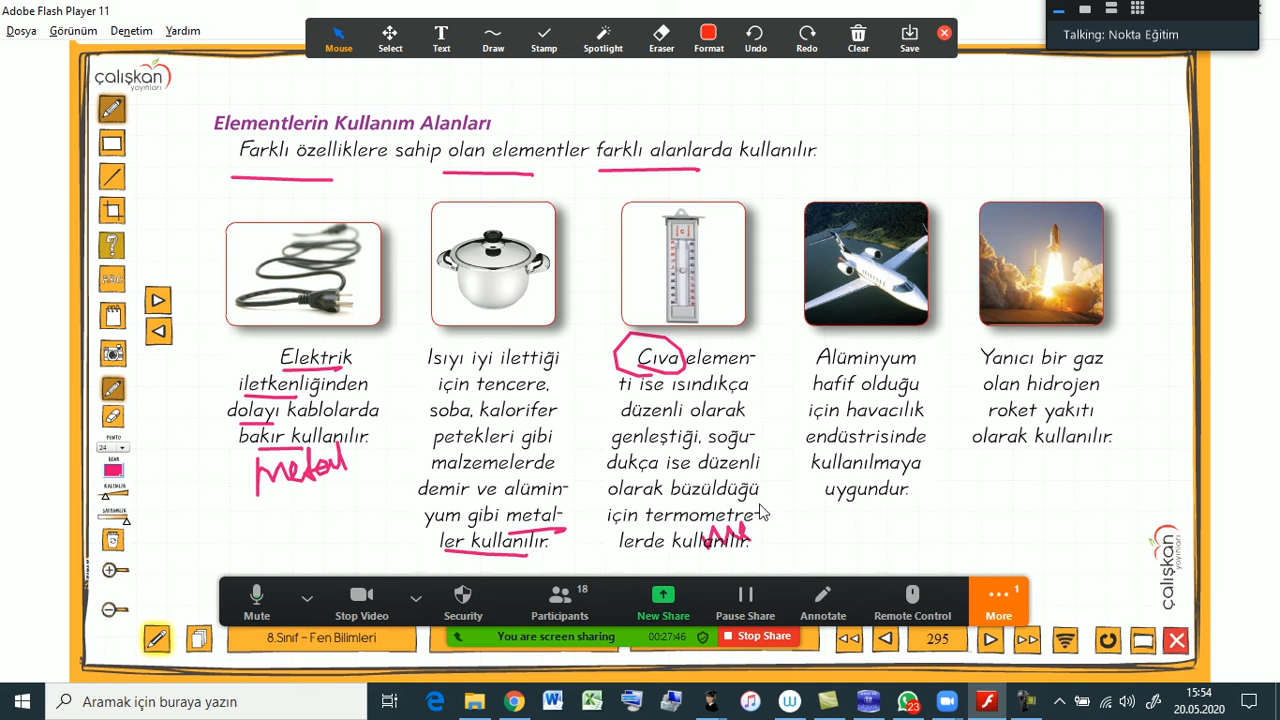 Adobe Flash Player 11
Dosya Görünüm Denetim Yardım
Mouse Select Text Draw Stamp Spotlight Eraser Format Undo Redo Clear Save
Talking: Nokta Eğitim
çalışkan
yayınları
Elementlerin Kullanım Alanları
Farklı özelliklere sahip olan elementler farklı alanlarda kullanılır.
Elektrik
iletkenliğinden
dolayı kablolarda
bakır kullanılır.
metal
Isıyı iyi ilettiği
için tencere,
soba, kalorifer
petekleri gibi
malzemelerde
demir ve alümin-
yum gibi metal-
ler kullanılır.
Cıva elemen-
ti ise ısındıkça
düzenli olarak
genleştiği, soğu-
dukça ise düzenli
olarak büzüldüğü
için termometre-
lerde kullanılır.
me
Alüminyum
hafif olduğu
için havacılık
endüstrisinde
kullanılmaya
uygundur.
Yanıcı bir gaz
olan hidrojen
roket yakıtı
olarak kullanılır.
PUNTO
24
çalışkan
yayınları
Mute Stop Video Security Participants 18 New Share Pause Share Annotate Remote Control More 1
You are screen sharing 00:27:46 Stop Share
8.Sınıf - Fen Bilimleri
295
Aramak için buraya yazın
23
15:54
20.05.2020